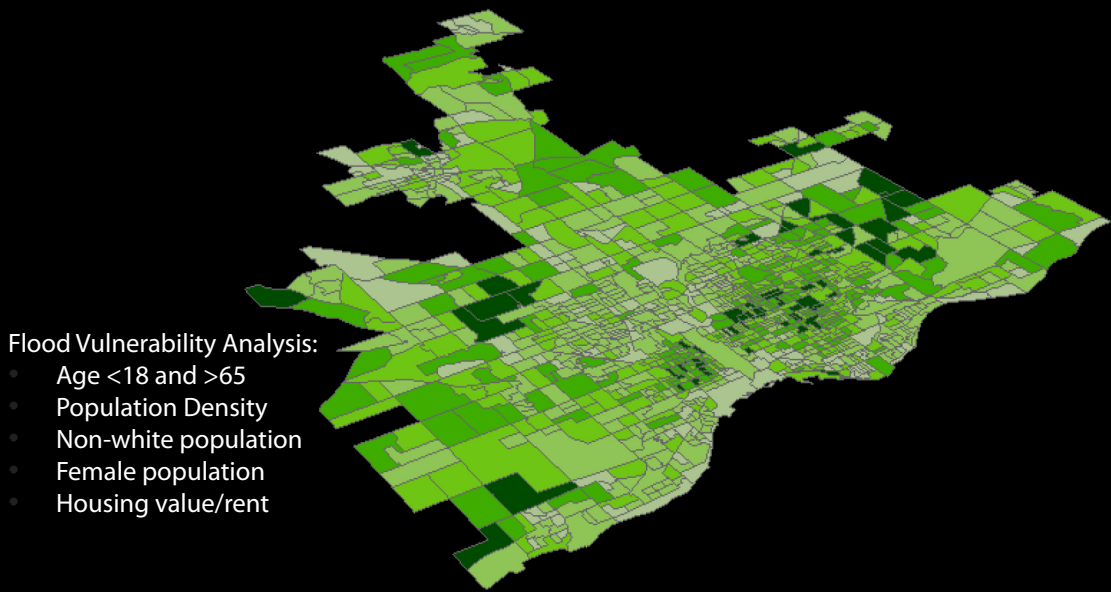 Flood Vulnerability Analysis:
• Age <18 and >65
• Population Density
• Non-white population
• Female population
• Housing value/rent